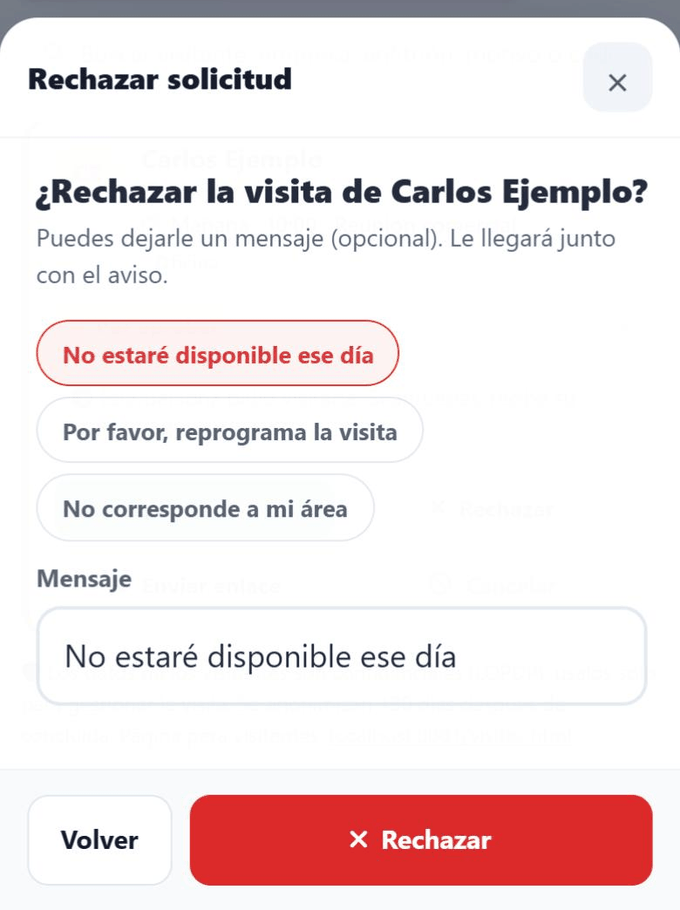 Rechazar solicitud
¿Rechazar la visita de Carlos Ejemplo?
Puedes dejarle un mensaje (opcional). Le llegará junto
con el aviso.
No estaré disponible ese día
Por favor, reprograma la visita
No corresponde a mi área
Mensaje
No estaré disponible ese día
Volver
✕ Rechazar